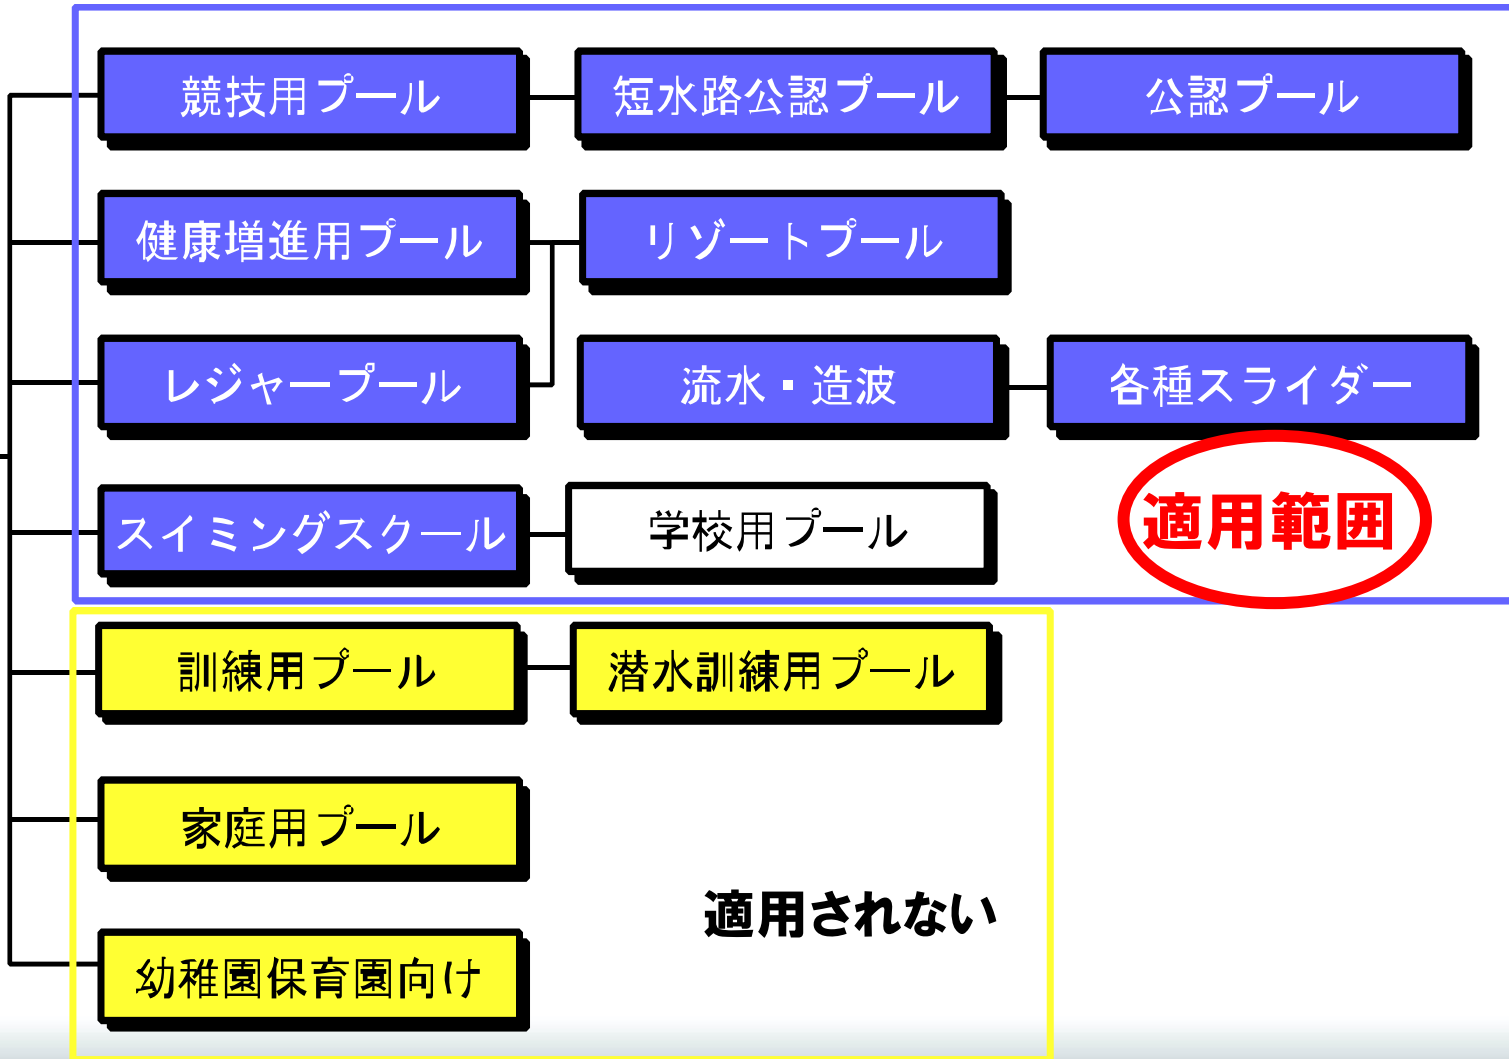 競技用プール
短水路公認プール
公認プール
健康増進用プール
リゾートプール
レジャープール
流水・造波
各種スライダー
スイミングスクール
学校用プール
適用範囲
訓練用プール
潜水訓練用プール
家庭用プール
適用されない
幼稚園保育園向け